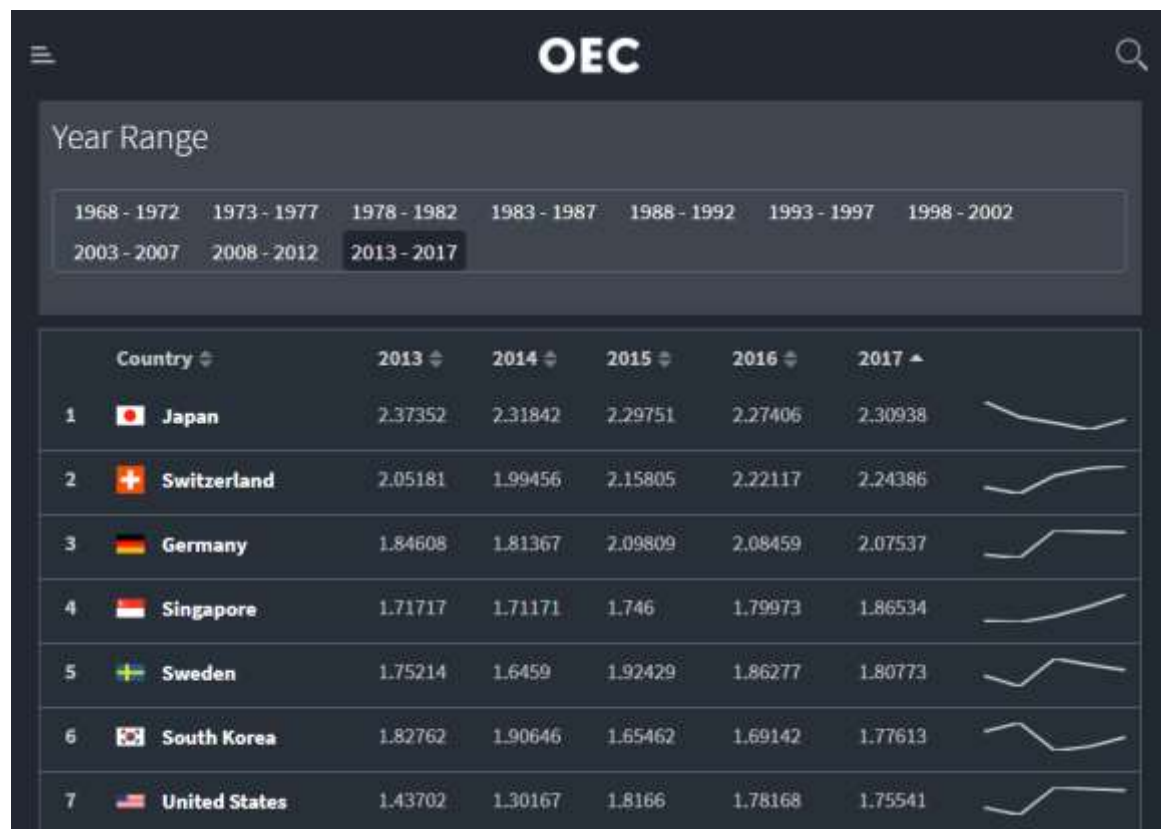 OEC
Year Range
1968 - 1972 1973 - 1977 1978 - 1982 1983 - 1987 1988 - 1992 1993 - 1997 1998 - 2002
2003 - 2007 2008 - 2012 2013 - 2017
Country 2013 2014 2015 2016 2017
1 Japan 2.37352 2.31842 2.29751 2.27406 2.30938
2 Switzerland 2.05181 1.99456 2.15805 2.22117 2.24386
3 Germany 1.84608 1.81367 2.09809 2.08459 2.07537
4 Singapore 1.71717 1.71171 1.746 1.79973 1.86534
5 Sweden 1.75214 1.6459 1.92429 1.86277 1.80773
6 South Korea 1.82762 1.90646 1.65462 1.69142 1.77613
7 United States 1.43702 1.30167 1.8166 1.78168 1.75541